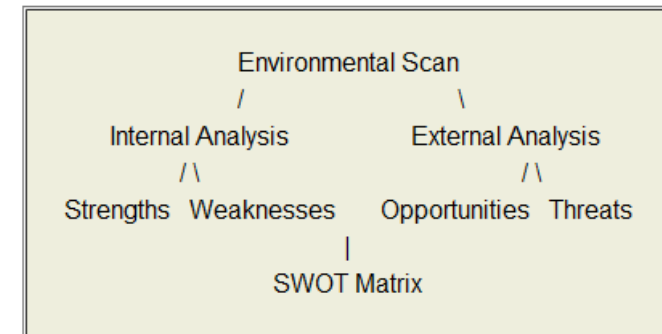 Environmental Scan
/ \
Internal Analysis External Analysis
/ \ / \
Strengths Weaknesses Opportunities Threats
|
SWOT Matrix